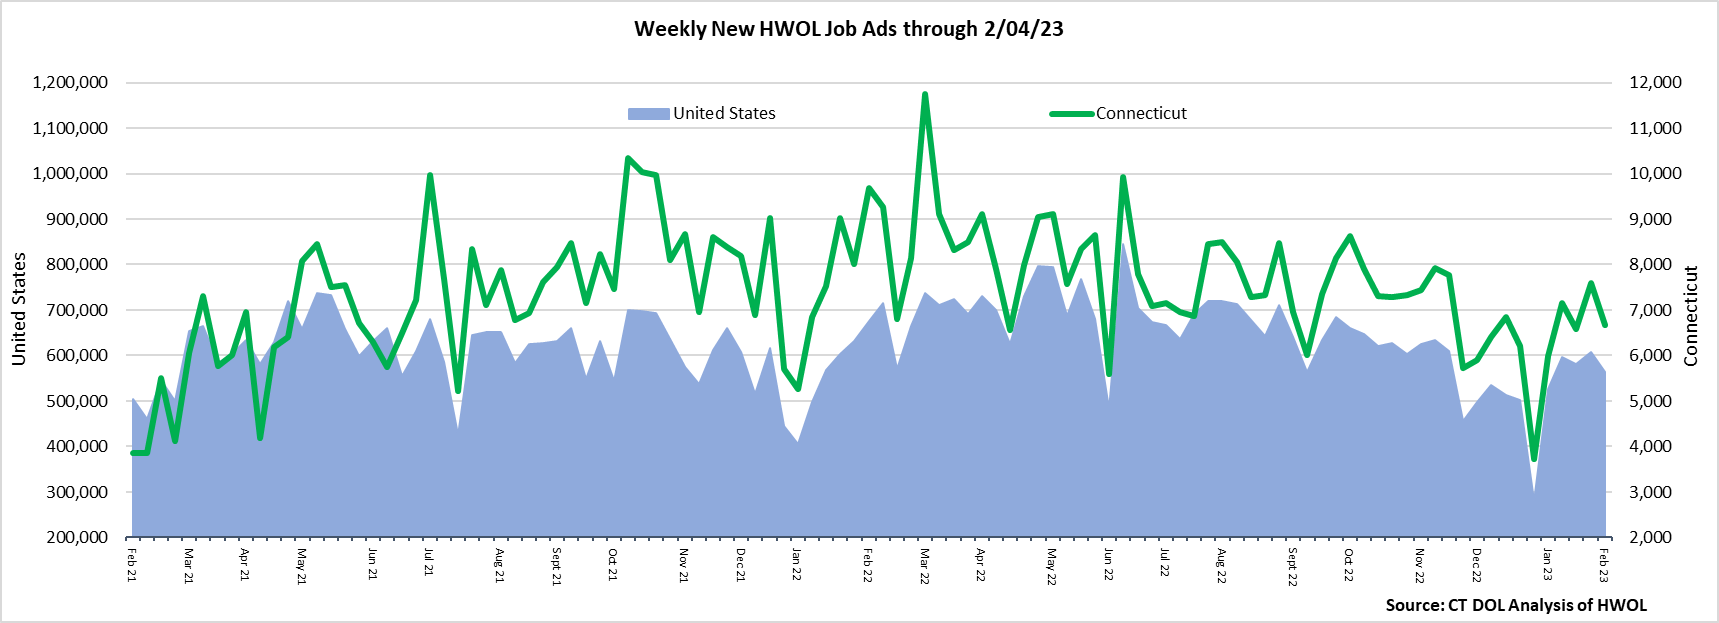 Weekly New HWOL Job Ads through 2/04/23
United States
Connecticut
1,200,000
1,100,000
1,000,000
900,000
800,000
700,000
600,000
500,000
400,000
300,000
200,000
United States
12,000
11,000
10,000
9,000
8,000
7,000
6,000
5,000
4,000
3,000
2,000
Connecticut
Feb 21
Mar 21
Apr 21
May 21
Jun 21
Jul 21
Aug 21
Sept 21
Oct 21
Nov 21
Dec 21
Jan 22
Feb 22
Mar 22
Apr 22
May 22
Jun 22
Jul 22
Aug 22
Sept 22
Oct 22
Nov 22
Dec 22
Jan 23
Feb 23
Source: CT DOL Analysis of HWOL